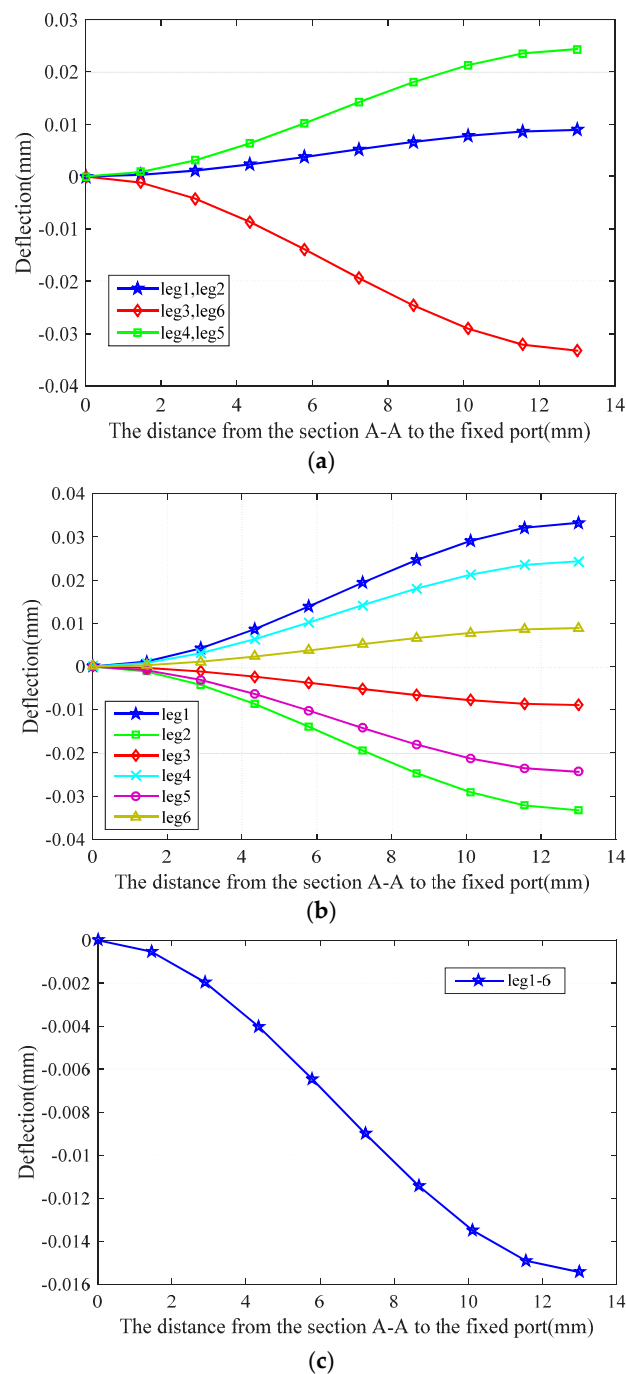 0.03
0.02
0.01
0
-0.01
-0.02
-0.03
-0.04
Deflection(mm)
leg1,leg2
leg3,leg6
leg4,leg5
0 2 4 6 8 10 12 14
The distance from the section A-A to the fixed port(mm)
(a)
0.04
0.03
0.02
0.01
0
-0.01
-0.02
-0.03
-0.04
Deflection(mm)
leg1
leg2
leg3
leg4
leg5
leg6
0 2 4 6 8 10 12 14
The distance from the section A-A to the fixed port(mm)
(b)
0
-0.002
-0.004
-0.006
-0.008
-0.01
-0.012
-0.014
-0.016
Deflection(mm)
leg1-6
0 2 4 6 8 10 12 14
The distance from the section A-A to the fixed port(mm)
(c)